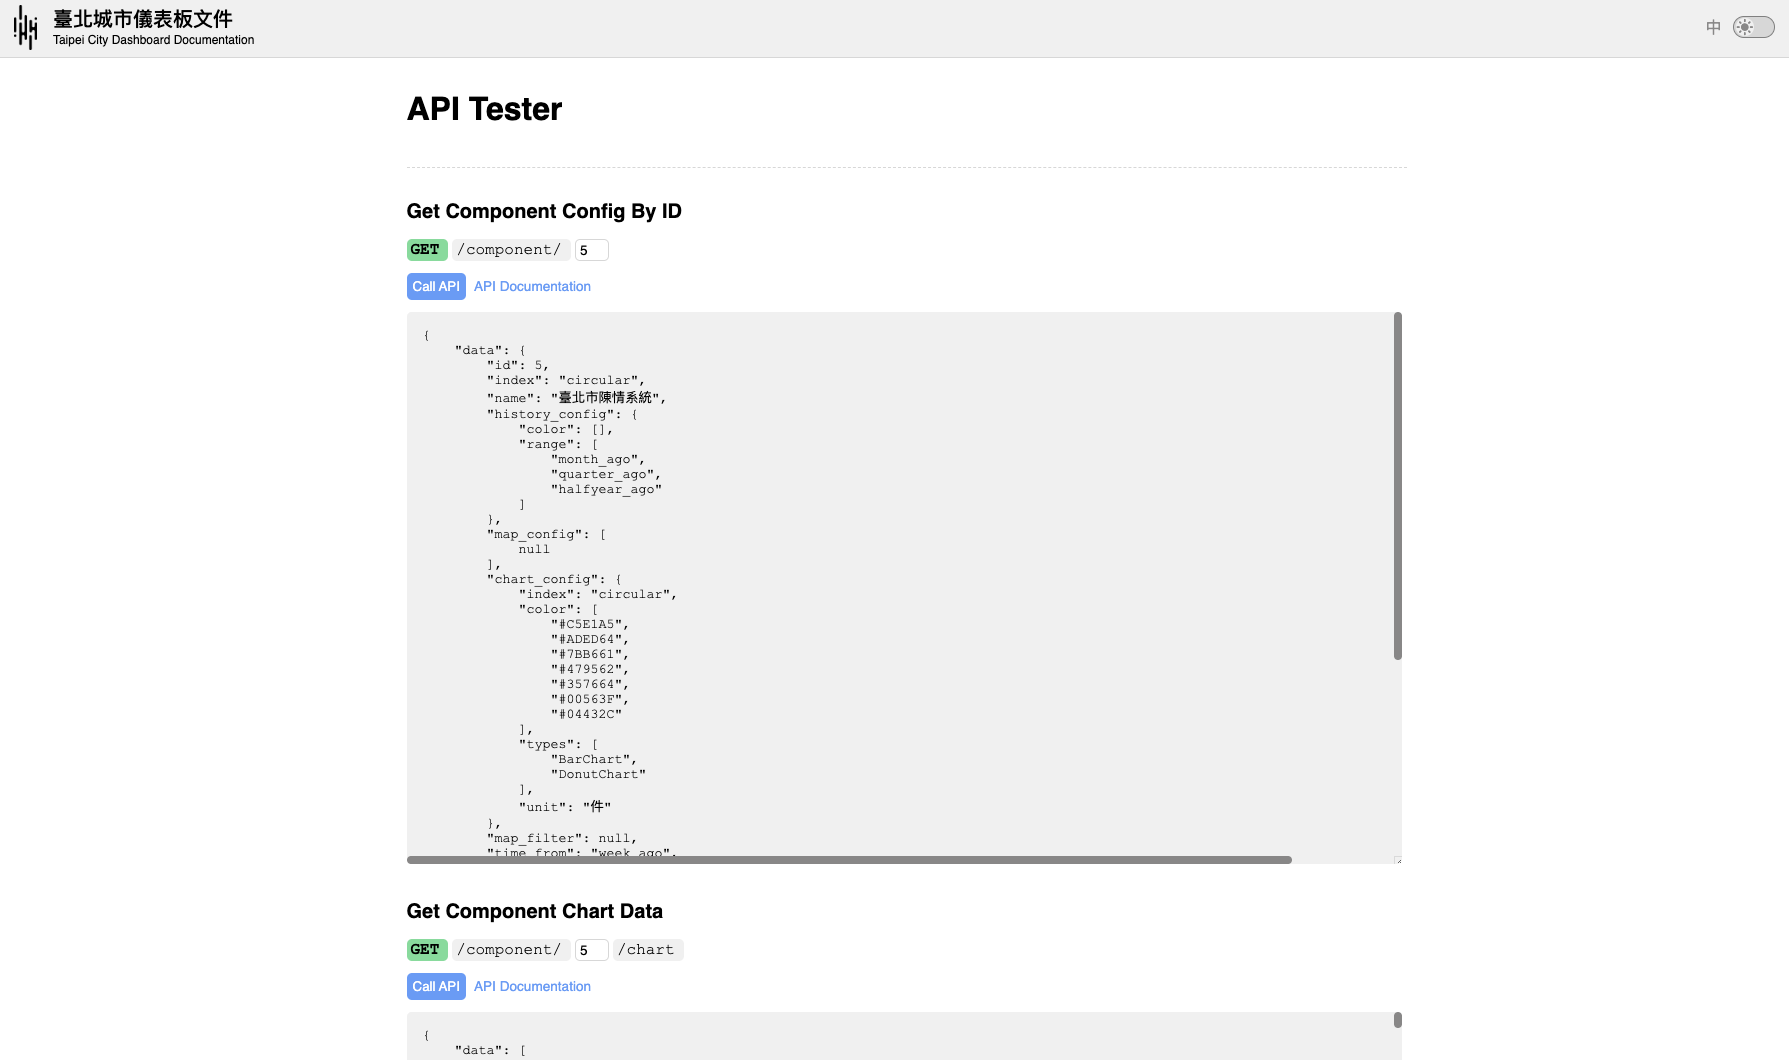 臺北城市儀表板文件
Taipei City Dashboard Documentation
中
API Tester
Get Component Config By ID
GET /component/ 5
Call API API Documentation
{
"data": {
"id": 5,
"index": "circular",
"name": "臺北市陳情系統",
"history_config": {
"color": [],
"range": [
"month_ago",
"quarter_ago",
"halfyear_ago"
]
},
"map_config": [
null
],
"chart_config": {
"index": "circular",
"color": [
"#C5E1A5",
"#ADED64",
"#7BB661",
"#479562",
"#357664",
"#00563F",
"#04432C"
],
"types": [
"BarChart",
"DonutChart"
],
"unit": "件"
},
"map_filter": null,
"time_from": "week_ago",
Get Component Chart Data
GET /component/ 5 /chart
Call API API Documentation
{
"data": [